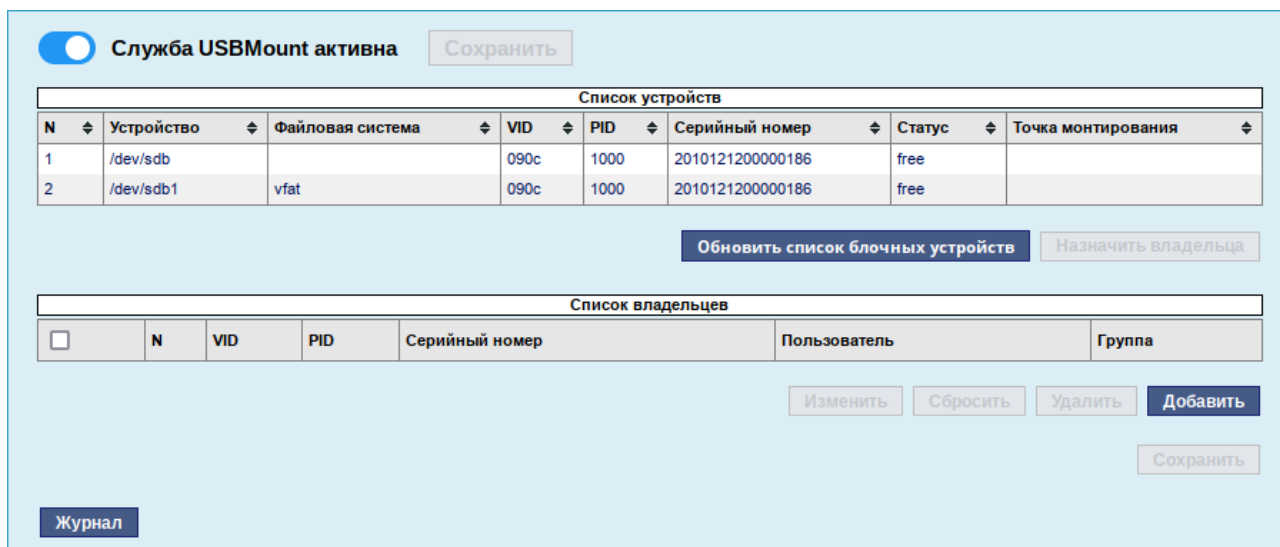 Служба USBMount активна Сохранить
Список устройств
N Устройство Файловая система VID PID Серийный номер Статус Точка монтирования
1 /dev/sdb 090c 1000 2010121200000186 free
2 /dev/sdb1 vfat 090c 1000 2010121200000186 free
Обновить список блочных устройств Назначить владельца
Список владельцев
N VID PID Серийный номер Пользователь Группа
Изменить Сбросить Удалить Добавить
Сохранить
Журнал